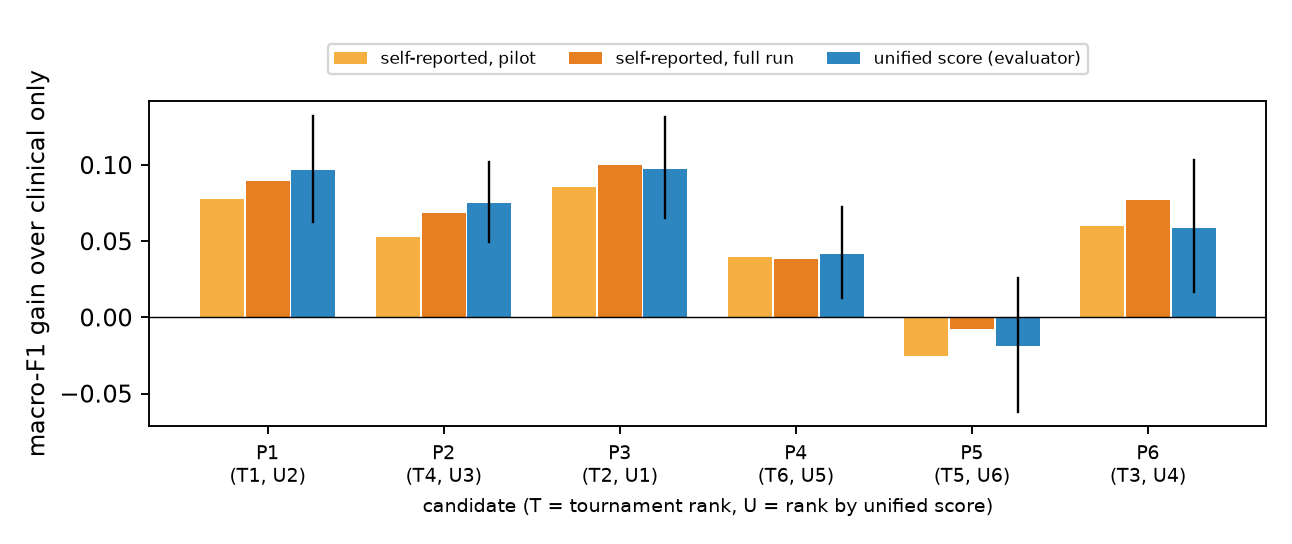 self-reported, pilot self-reported, full run unified score (evaluator)
macro-F1 gain over clinical only
0.10
0.05
0.00
−0.05
P1 P2 P3 P4 P5 P6
(T1, U2) (T4, U3) (T2, U1) (T6, U5) (T5, U6) (T3, U4)
candidate (T = tournament rank, U = rank by unified score)